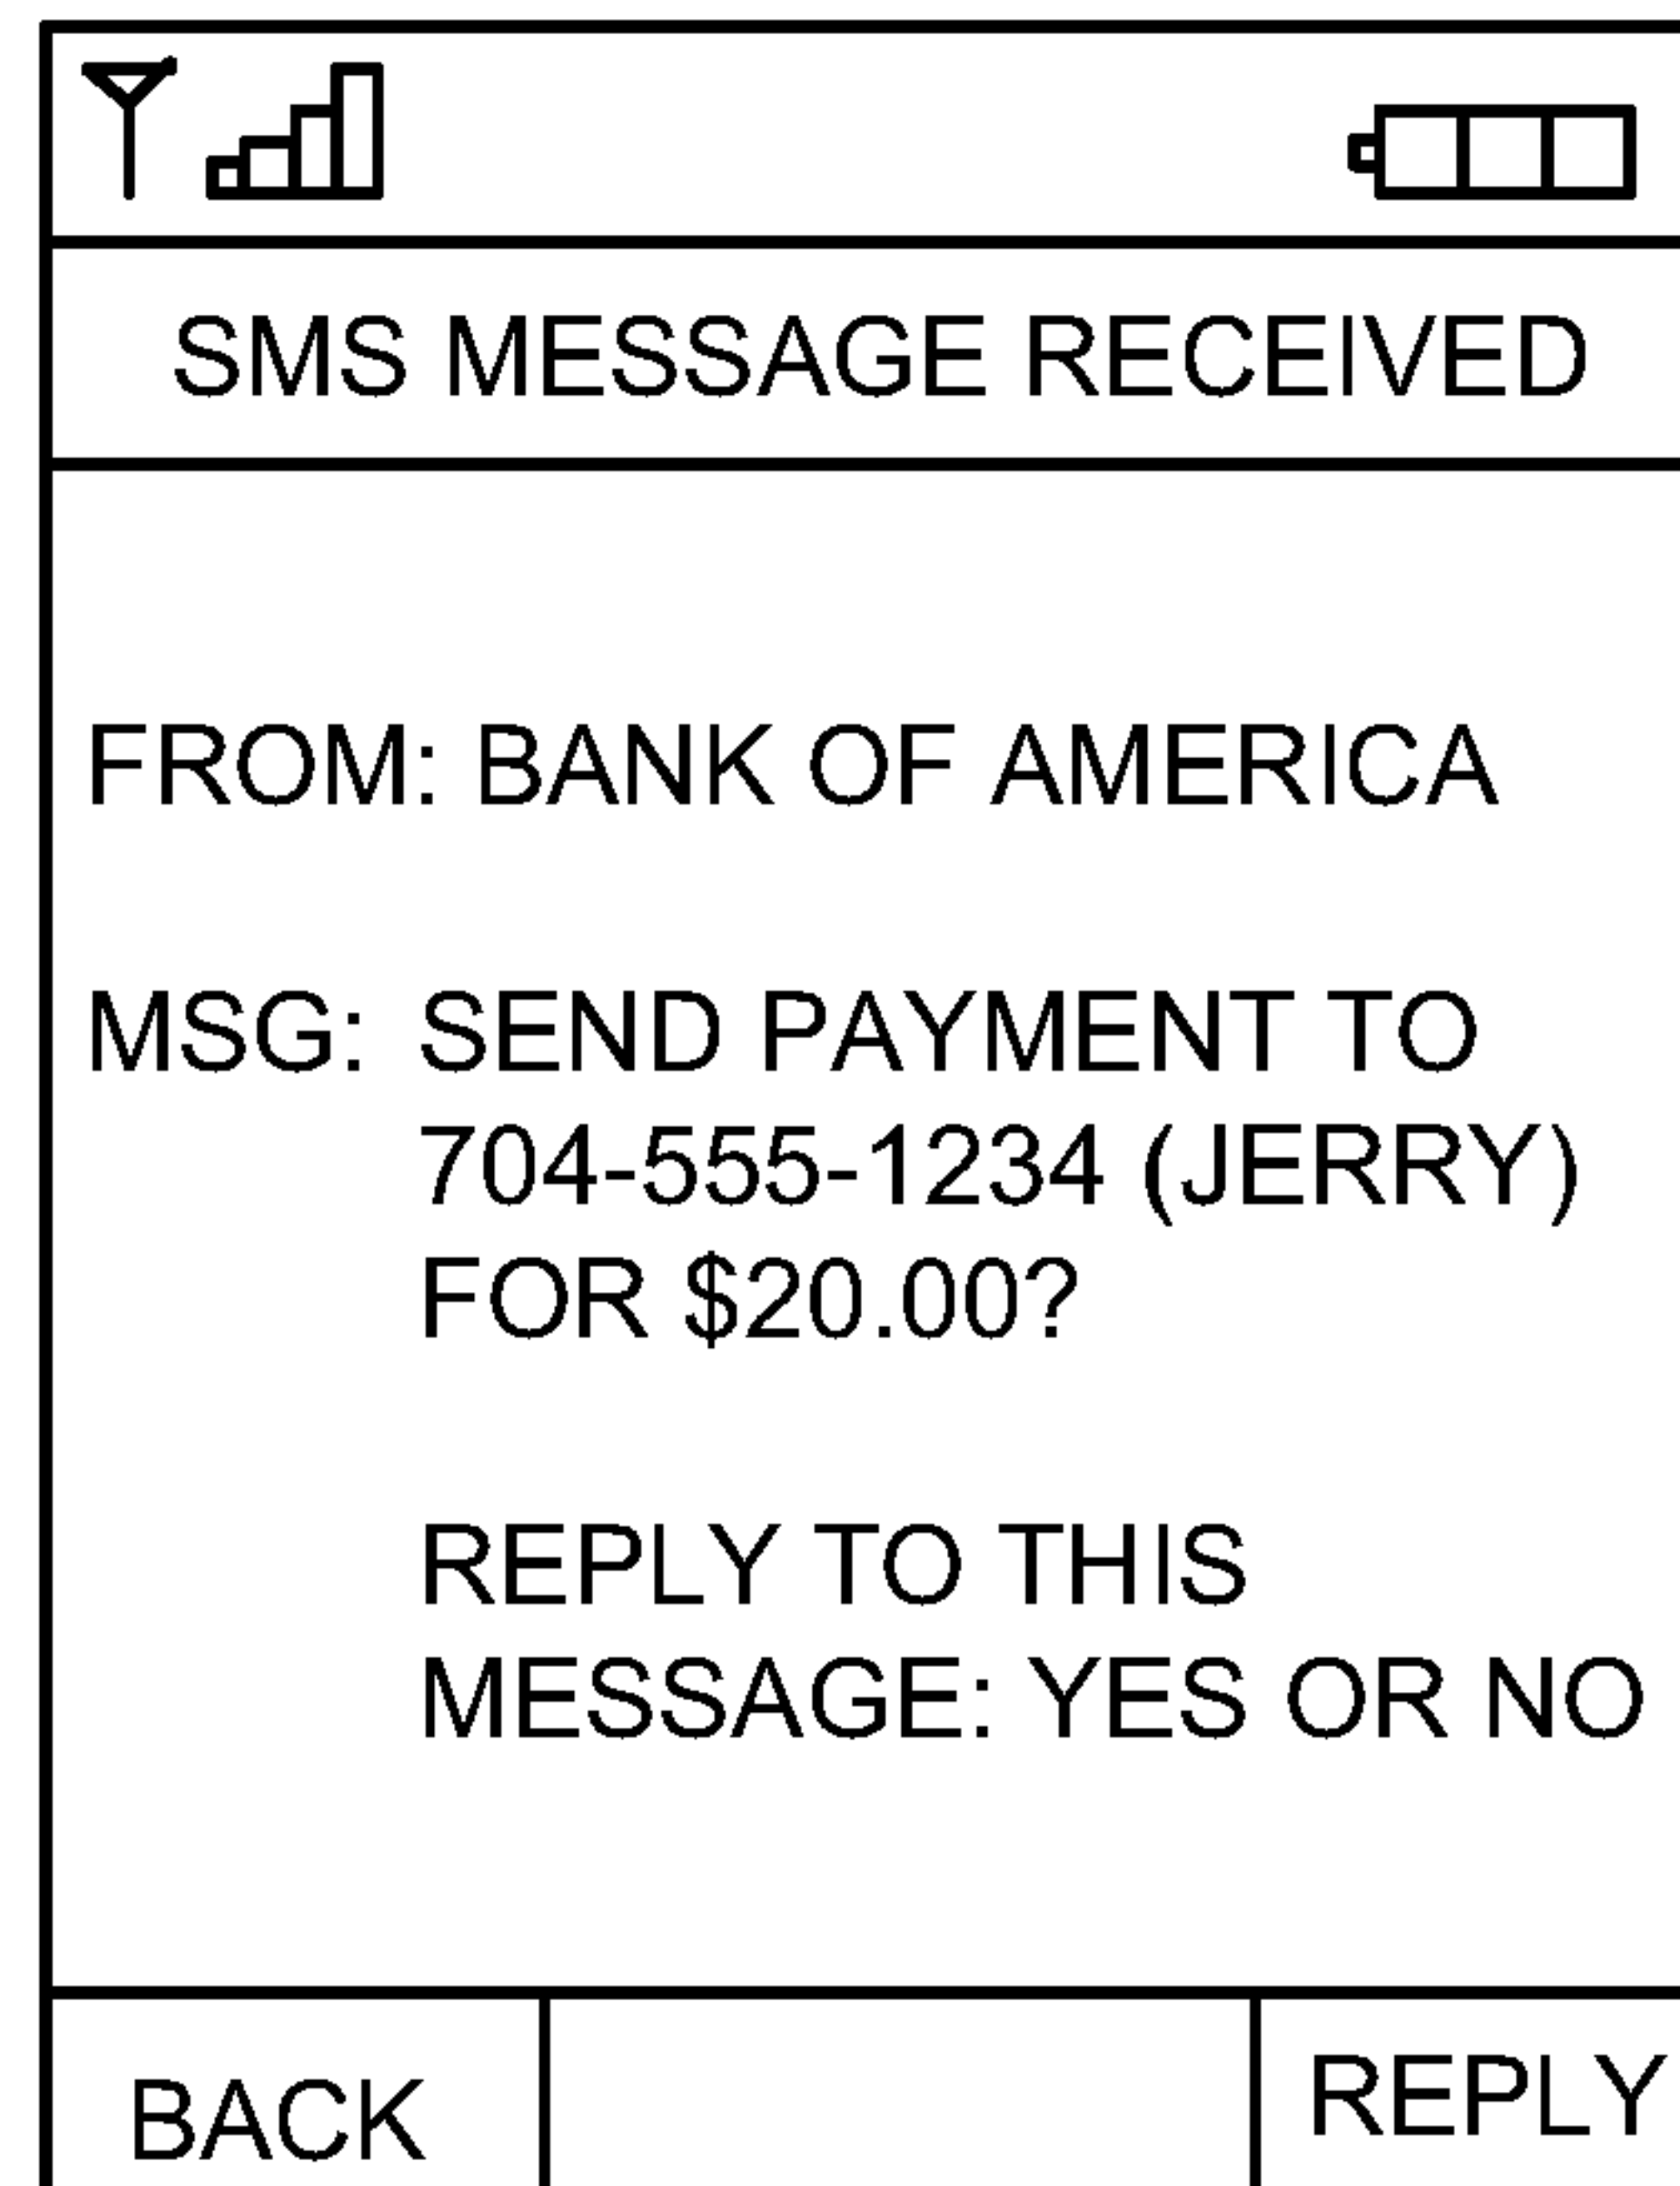 SMS MESSAGE RECEIVED
FROM: BANK OF AMERICA
MSG: SEND PAYMENT TO
704-555-1234 (JERRY)
FOR $20.00?
REPLY TO THIS
MESSAGE: YES OR NO
BACK
REPLY